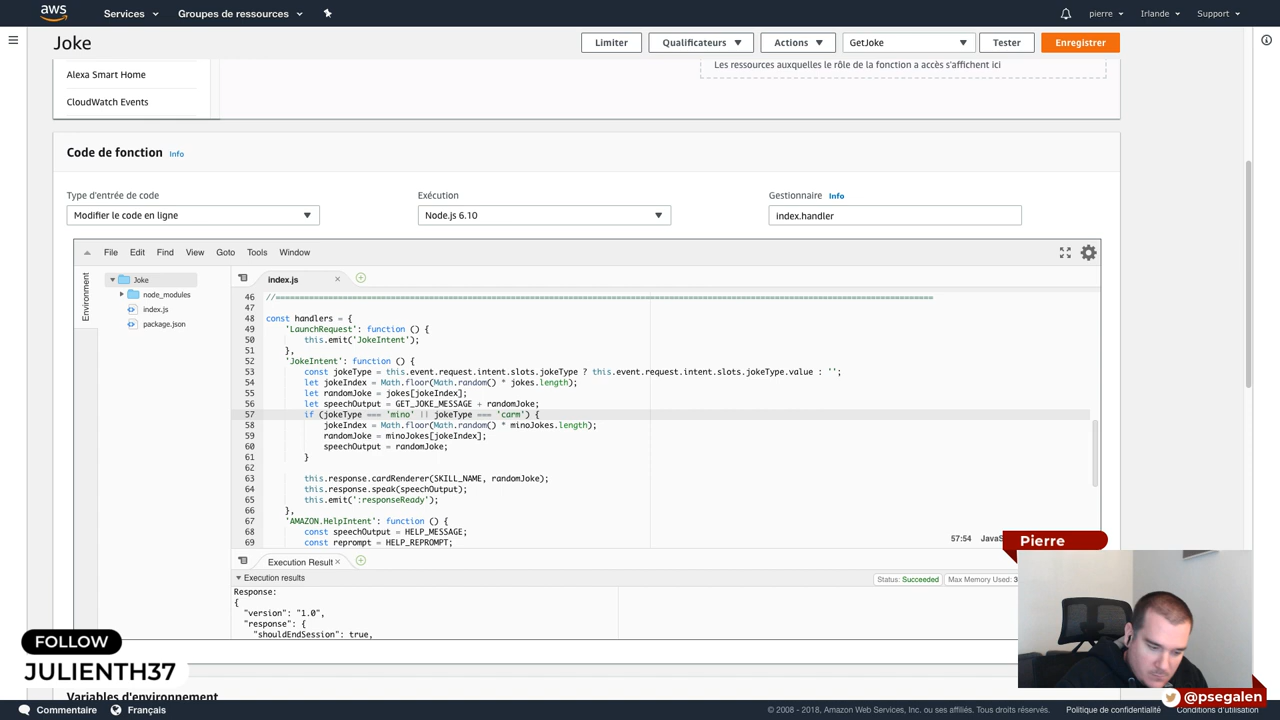 aws
Services
Groupes de ressources
pierre
Irlande
Support
Joke
Limiter
Qualificateurs
Actions
GetJoke
Tester
Enregistrer
Alexa Smart Home
CloudWatch Events
Les ressources auxquelles le rôle de la fonction a accès s'affichent ici
Code de fonction Info
Type d'entrée de code
Modifier le code en ligne
Exécution
Node.js 6.10
Gestionnaire Info
index.handler
File Edit Find View Goto Tools Window
Environment
Joke
node_modules
index.js
package.json
index.js
46 //=========================================================================================================================================
47
48 const handlers = {
49 'LaunchRequest': function () {
50 this.emit('JokeIntent');
51 },
52 'JokeIntent': function () {
53 const jokeType = this.event.request.intent.slots.jokeType ? this.event.request.intent.slots.jokeType.value : '';
54 let jokeIndex = Math.floor(Math.random() * jokes.length);
55 let randomJoke = jokes[jokeIndex];
56 let speechOutput = GET_JOKE_MESSAGE + randomJoke;
57 if (jokeType === 'mino' || jokeType === 'carm') {
58 jokeIndex = Math.floor(Math.random() * minoJokes.length);
59 randomJoke = minoJokes[jokeIndex];
60 speechOutput = randomJoke;
61 }
62
63 this.response.cardRenderer(SKILL_NAME, randomJoke);
64 this.response.speak(speechOutput);
65 this.emit(':responseReady');
66 },
67 'AMAZON.HelpIntent': function () {
68 const speechOutput = HELP_MESSAGE;
69 const reprompt = HELP_REPROMPT;
57:54 JavaS
Execution Result
Execution results
Status: Succeeded
Max Memory Used: 3
Response:
{
"version": "1.0",
"response": {
"shouldEndSession": true,
Variables d'environnement
Pierre
FOLLOW
JULIENTH37
@psegalen
Commentaire
Français
© 2008 - 2018, Amazon Web Services, Inc. ou ses affiliés. Tous droits réservés.
Politique de confidentialité
Conditions d'utilisation